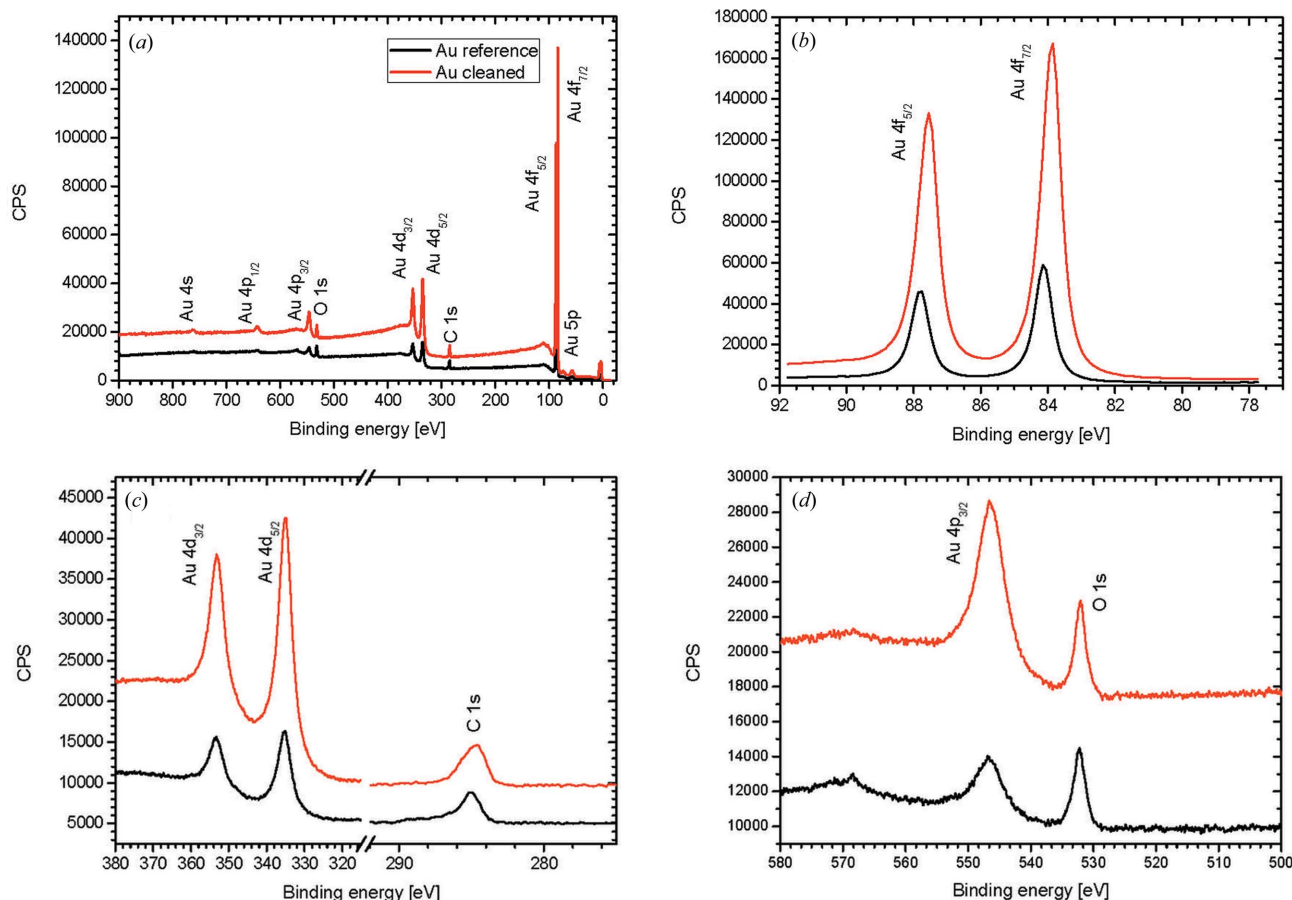 (a)
Au reference
Au cleaned
Au 4s
Au 4p1/2
Au 4p3/2
O 1s
Au 4d3/2
Au 4d5/2
C 1s
Au 4f5/2
Au 4f7/2
Au 5p
CPS
140000
120000
100000
80000
60000
40000
20000
0
900 800 700 600 500 400 300 200 100 0
Binding energy [eV]
(b)
Au 4f5/2
Au 4f7/2
CPS
180000
160000
140000
120000
100000
80000
60000
40000
20000
0
92 90 88 86 84 82 80 78
Binding energy [eV]
(c)
Au 4d3/2
Au 4d5/2
C 1s
CPS
45000
40000
35000
30000
25000
20000
15000
10000
5000
380 370 360 350 340 330 320 290 280
Binding energy [eV]
(d)
Au 4p3/2
O 1s
CPS
30000
28000
26000
24000
22000
20000
18000
16000
14000
12000
10000
580 570 560 550 540 530 520 510 500
Binding energy [eV]